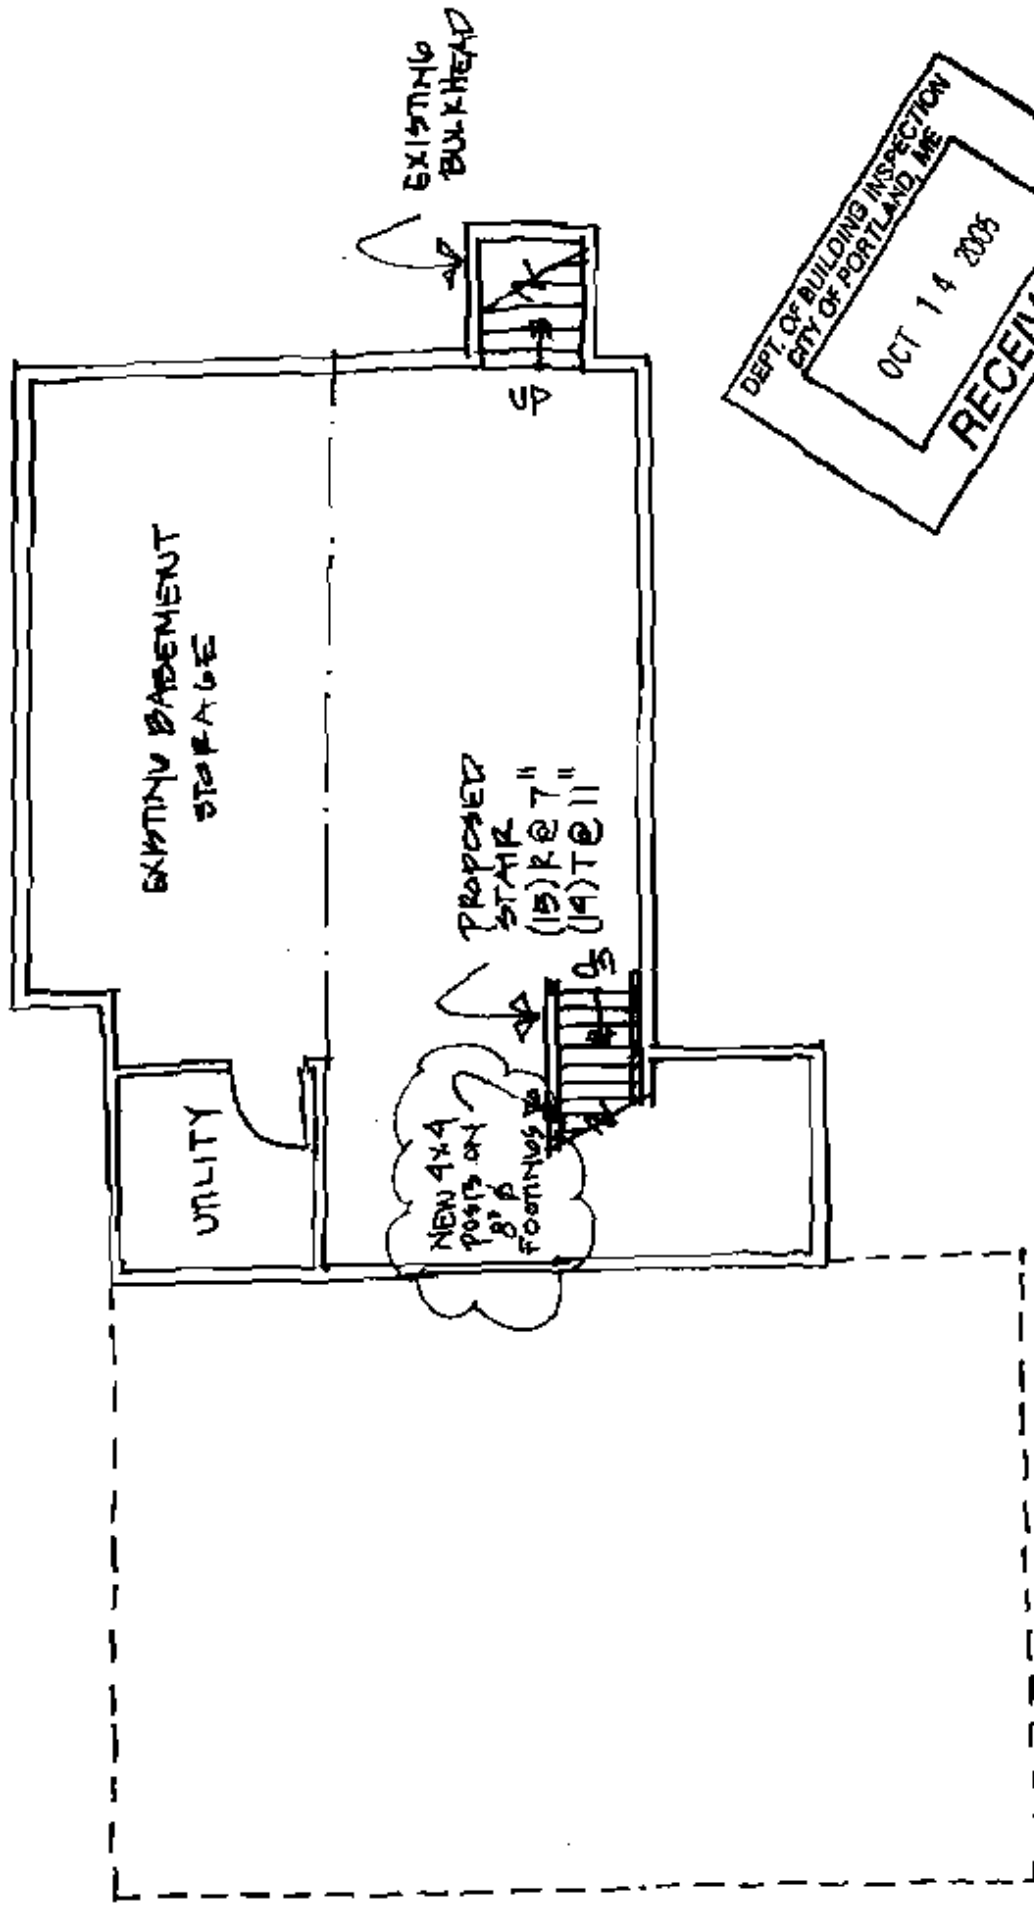 EXISTING
BULKHEAD
UP
EXISTING BASEMENT
STORAGE
PROPOSED
STAIR
(15) R @ 7"
(14) T @ 11"
UP
UTILITY
NEW 4X4
POSTS ON
8" Ø
FOOTINGS
DEPT. OF BUILDING INSPECTION
CITY OF PORTLAND, ME
OCT 14 2005